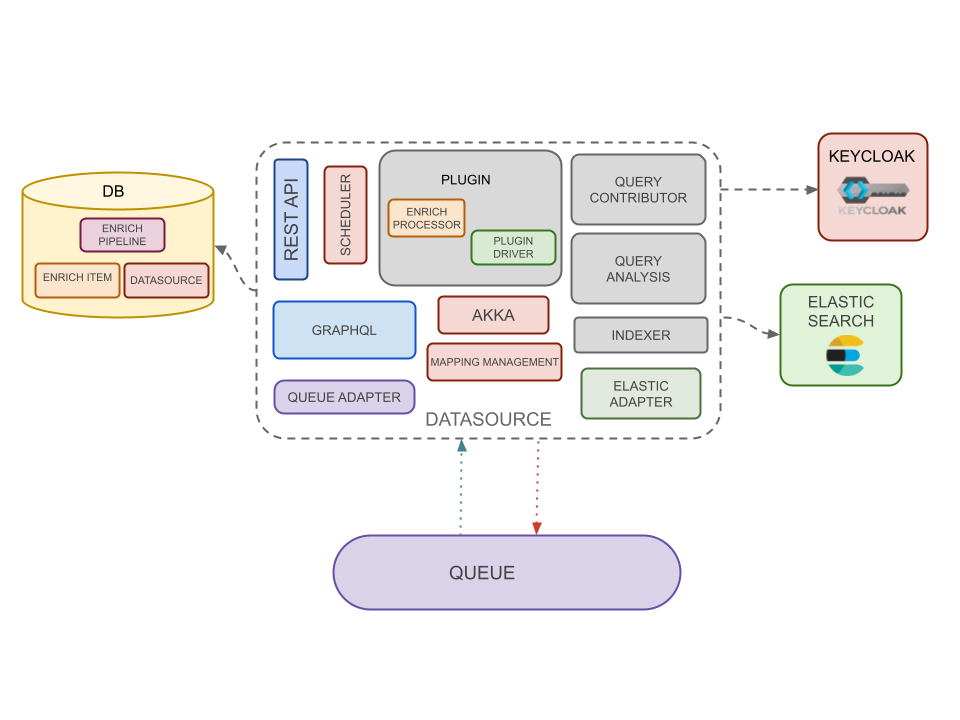 DB
ENRICH
PIPELINE
ENRICH ITEM
DATASOURCE
REST API
SCHEDULER
PLUGIN
ENRICH
PROCESSOR
PLUGIN
DRIVER
QUERY
CONTRIBUTOR
QUERY
ANALYSIS
GRAPHQL
AKKA
INDEXER
MAPPING MANAGEMENT
QUEUE ADAPTER
ELASTIC
ADAPTER
DATASOURCE
KEYCLOAK
KEYCLOAK
ELASTIC
SEARCH
QUEUE